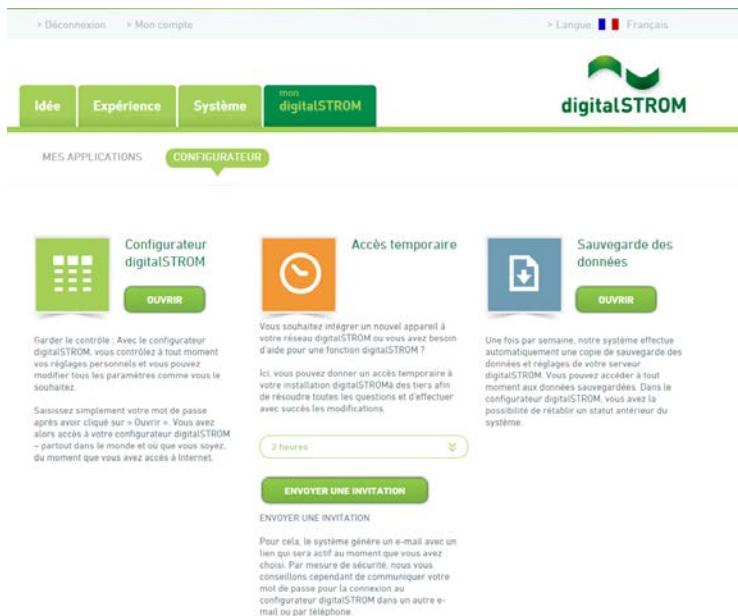 > Déconnexion > Mon compte
> Langue Français
digitalSTROM
Idée
Expérience
Système
mon
digitalSTROM
MES APPLICATIONS
CONFIGURATEUR
Configurateur
digitalSTROM
OUVRIR
Garder le contrôle : Avec le configurateur
digitalSTROM, vous contrôlez à tout moment
vos réglages personnels et vous pouvez
modifier tous les paramètres comme vous le
souhaitez.
Saisissez simplement votre mot de passe
après avoir cliqué sur « Ouvrir ». Vous avez
alors accès à votre configurateur digitalSTROM
– partout dans le monde et où que vous soyez,
du moment que vous avez accès à Internet.
Accès temporaire
Vous souhaitez intégrer un nouvel appareil à
votre réseau digitalSTROM ou vous avez besoin
d'aide pour une fonction digitalSTROM ?
Ici, vous pouvez donner un accès temporaire à
votre installation digitalSTROMà des tiers afin
de résoudre toutes les questions et d'effectuer
avec succès les modifications.
2 heures
ENVOYER UNE INVITATION
ENVOYER UNE INVITATION
Pour cela, le système génère un e-mail avec un
lien qui sera actif au moment que vous avez
choisi. Par mesure de sécurité, nous vous
conseillons cependant de communiquer votre
mot de passe pour la connexion au
configurateur digitalSTROM dans un autre e-
mail ou par téléphone.
Sauvegarde des
données
OUVRIR
Une fois par semaine, notre système effectue
automatiquement une copie de sauvegarde des
données et réglages de votre serveur
digitalSTROM. Vous pouvez accéder à tout
moment aux données sauvegardées. Dans le
configurateur digitalSTROM, vous avez la
possibilité de rétablir un statut antérieur du
système.